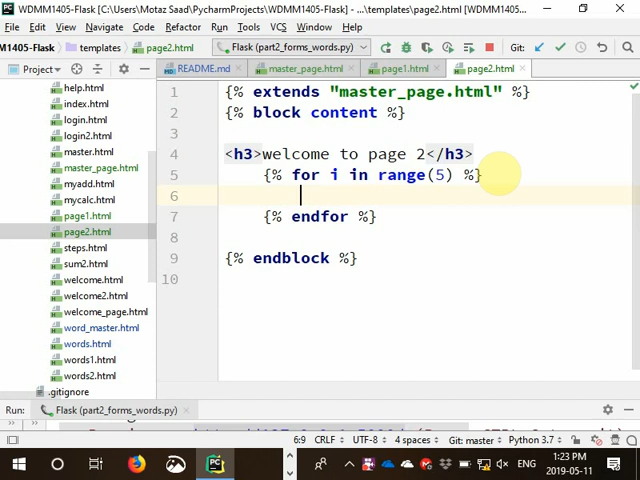 WDMM1405-Flask [C:\Users\Motaz Saad\PycharmProjects\WDMM1405-Flask] - ...\templates\page2.html
File Edit View Navigate Code Refactor Run Tools VCS Window Help
M1405-Flask templates page2.html Flask (part2_forms_words.py) Git:
Project README.md master_page.html page1.html page2.html
help.html
index.html
login.html
login2.html
master.html
master_page.html
myadd.html
mycalc.html
page1.html
page2.html
steps.html
sum2.html
welcome.html
welcome2.html
welcome_page.html
word_master.html
words.html
words1.html
words2.html
.gitignore
1 {% extends "master_page.html" %}
2 {% block content %}
3
4 <h3>welcome to page 2</h3>
5 {% for i in range(5) %}
6
7 {% endfor %}
8
9 {% endblock %}
10
Run: Flask (part2_forms_words.py)
6:9 CRLF UTF-8 4 spaces Git: master Python 3.7
1:23 PM
2019-05-11